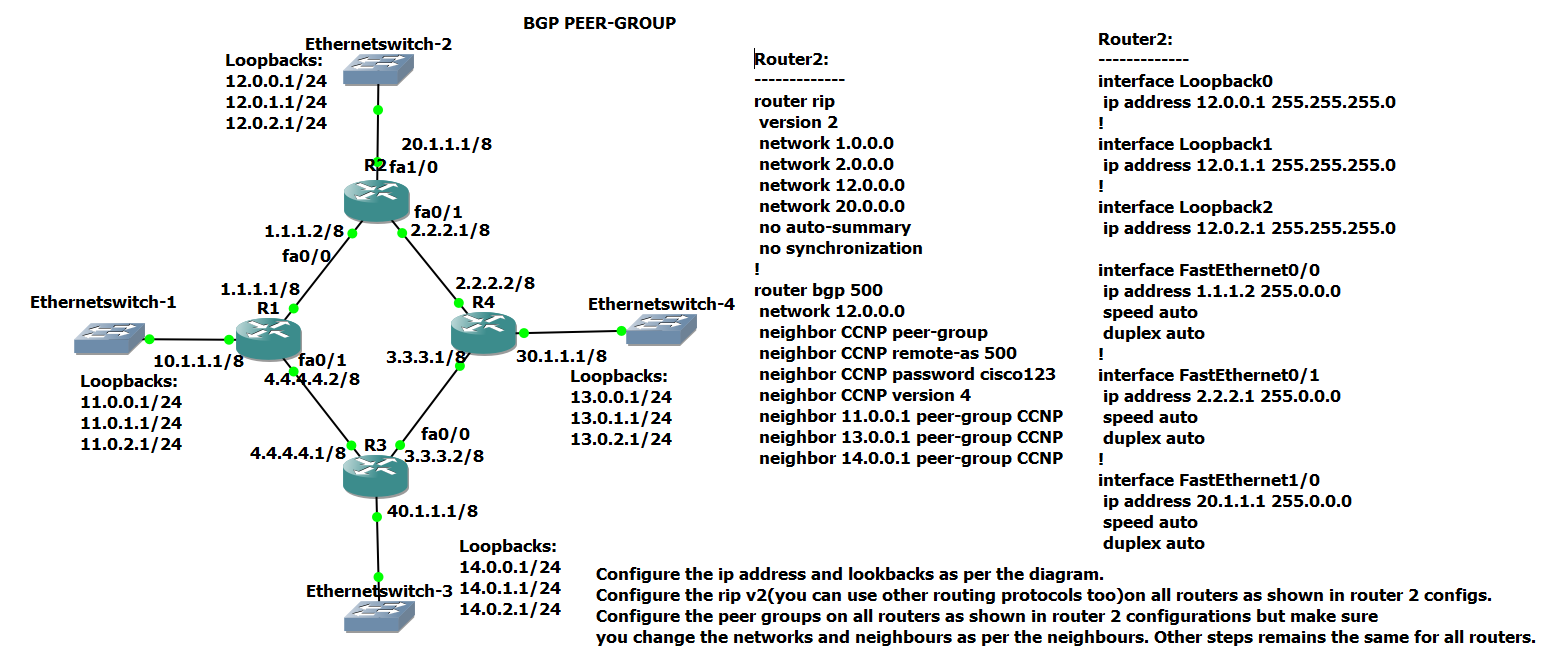 BGP PEER-GROUP
Ethernetswitch-2
Loopbacks:
12.0.0.1/24
12.0.1.1/24
12.0.2.1/24
20.1.1.1/8
R2
fa1/0
fa0/1
1.1.1.2/8
2.2.2.1/8
fa0/0
1.1.1.1/8
2.2.2.2/8
Ethernetswitch-1
R1
R4
Ethernetswitch-4
10.1.1.1/8
fa0/1
3.3.3.1/8
30.1.1.1/8
Loopbacks:
11.0.0.1/24
11.0.1.1/24
11.0.2.1/24
4.4.4.4.2/8
Loopbacks:
13.0.0.1/24
13.0.1.1/24
13.0.2.1/24
fa0/0
R3
4.4.4.4.1/8
3.3.3.2/8
40.1.1.1/8
Loopbacks:
14.0.0.1/24
14.0.1.1/24
14.0.2.1/24
Ethernetswitch-3
Router2:
-------------
router rip
version 2
network 1.0.0.0
network 2.0.0.0
network 12.0.0.0
network 20.0.0.0
no auto-summary
no synchronization
!
router bgp 500
network 12.0.0.0
neighbor CCNP peer-group
neighbor CCNP remote-as 500
neighbor CCNP password cisco123
neighbor CCNP version 4
neighbor 11.0.0.1 peer-group CCNP
neighbor 13.0.0.1 peer-group CCNP
neighbor 14.0.0.1 peer-group CCNP
Router2:
-------------
interface Loopback0
ip address 12.0.0.1 255.255.255.0
!
interface Loopback1
ip address 12.0.1.1 255.255.255.0
!
interface Loopback2
ip address 12.0.2.1 255.255.255.0
interface FastEthernet0/0
ip address 1.1.1.2 255.0.0.0
speed auto
duplex auto
!
interface FastEthernet0/1
ip address 2.2.2.1 255.0.0.0
speed auto
duplex auto
!
interface FastEthernet1/0
ip address 20.1.1.1 255.0.0.0
speed auto
duplex auto
Configure the ip address and lookbacks as per the diagram.
Configure the rip v2(you can use other routing protocols too)on all routers as shown in router 2 configs.
Configure the peer groups on all routers as shown in router 2 configurations but make sure
you change the networks and neighbours as per the neighbours. Other steps remains the same for all routers.